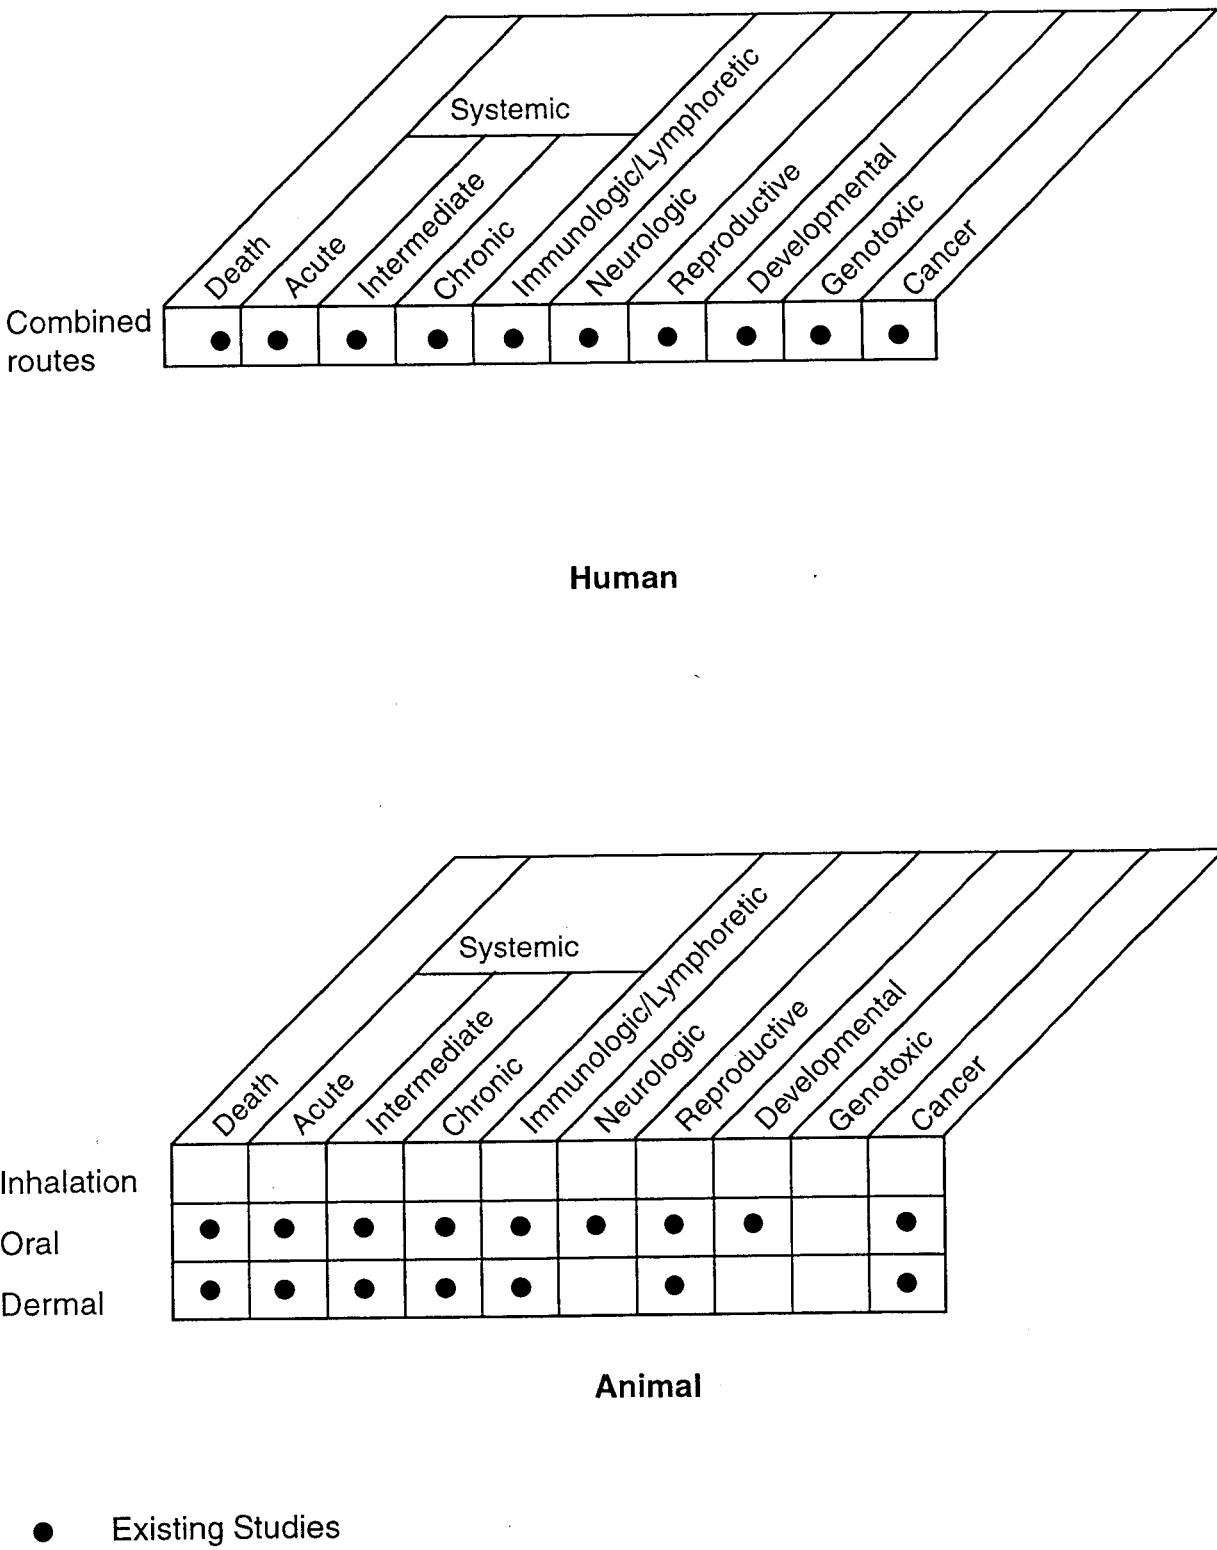 Systemic
Death
Acute
Intermediate
Chronic
Immunologic/Lymphoretic
Neurologic
Reproductive
Developmental
Genotoxic
Cancer
Combined
routes
Human
Systemic
Death
Acute
Intermediate
Chronic
Immunologic/Lymphoretic
Neurologic
Reproductive
Developmental
Genotoxic
Cancer
Inhalation
Oral
Dermal
Animal
● Existing Studies